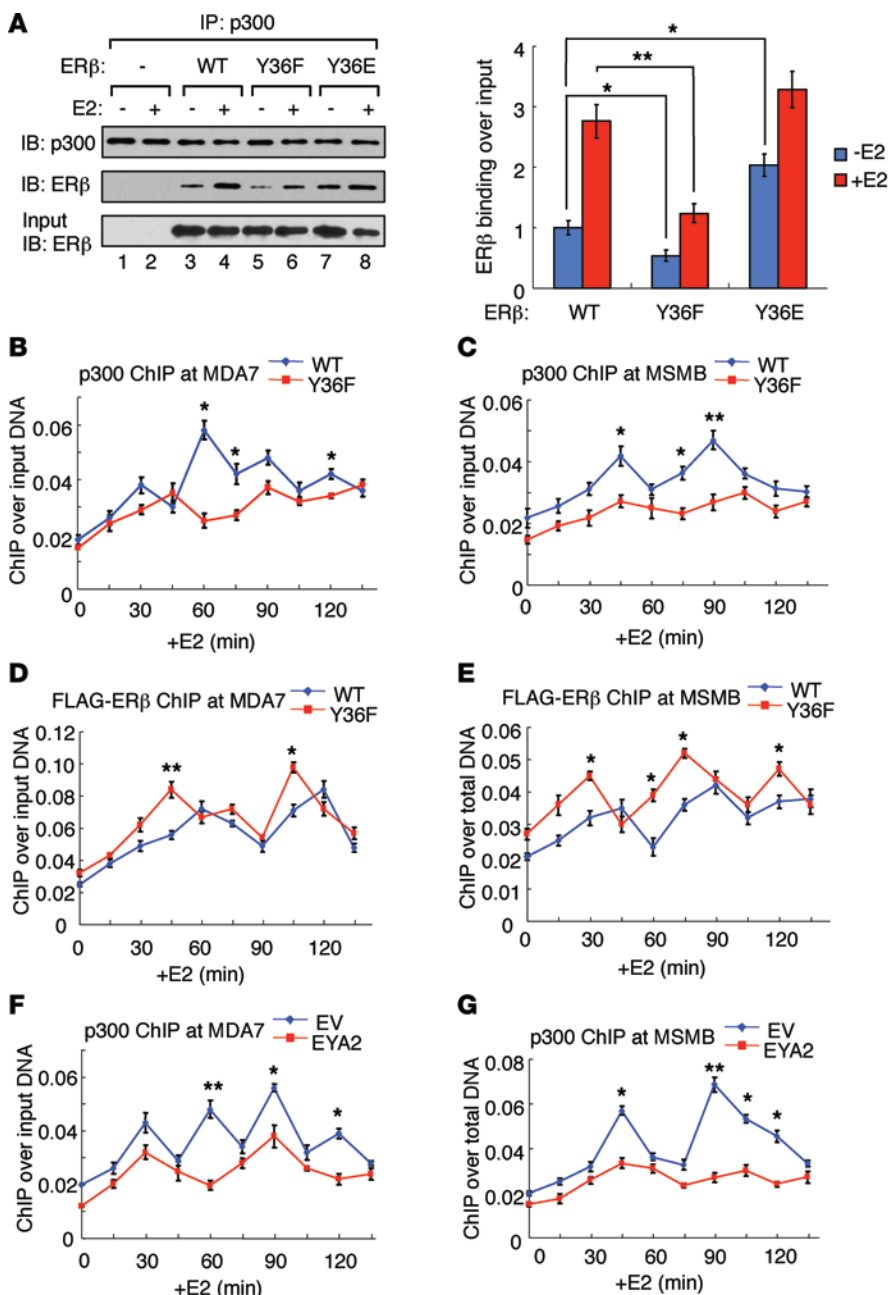 A
IP: p300
ERβ: - WT Y36F Y36E
E2: - + - + - + - +
IB: p300
IB: ERβ
Input
IB: ERβ
1 2 3 4 5 6 7 8
ERβ binding over input
4
3
2
1
0
* ** *
-E2
+E2
ERβ: WT Y36F Y36E
B
p300 ChIP at MDA7
WT
Y36F
ChIP over input DNA
0.06
0.04
0.02
0
* * *
0 30 60 90 120
+E2 (min)
C
p300 ChIP at MSMB
WT
Y36F
ChIP over input DNA
0.06
0.04
0.02
0
* * **
0 30 60 90 120
+E2 (min)
D
FLAG-ERβ ChIP at MDA7
WT
Y36F
ChIP over input DNA
0.12
0.10
0.08
0.06
0.04
0.02
0
** *
0 30 60 90 120
+E2 (min)
E
FLAG-ERβ ChIP at MSMB
WT
Y36F
ChIP over total DNA
0.06
0.05
0.04
0.03
0.02
0.01
0
* * * *
0 30 60 90 120
+E2 (min)
F
p300 ChIP at MDA7
EV
EYA2
ChIP over input DNA
0.06
0.04
0.02
0
** * *
0 30 60 90 120
+E2 (min)
G
p300 ChIP at MSMB
EV
EYA2
ChIP over total DNA
0.08
0.06
0.04
0.02
0
* ** * *
0 30 60 90 120
+E2 (min)